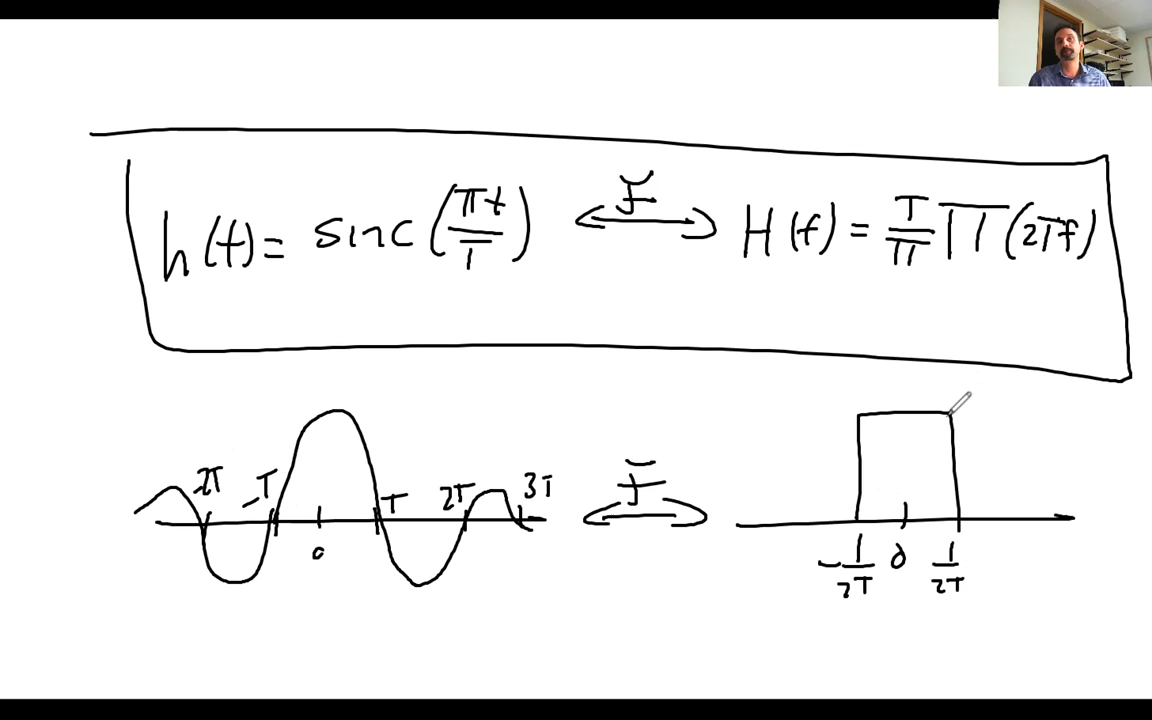 h(t) = sinc(πt/T) ⟷ F H(f) = T/π Π(2Tf)
-2T -T 0 T 2T 3T
F
-1/2T 0 1/2T